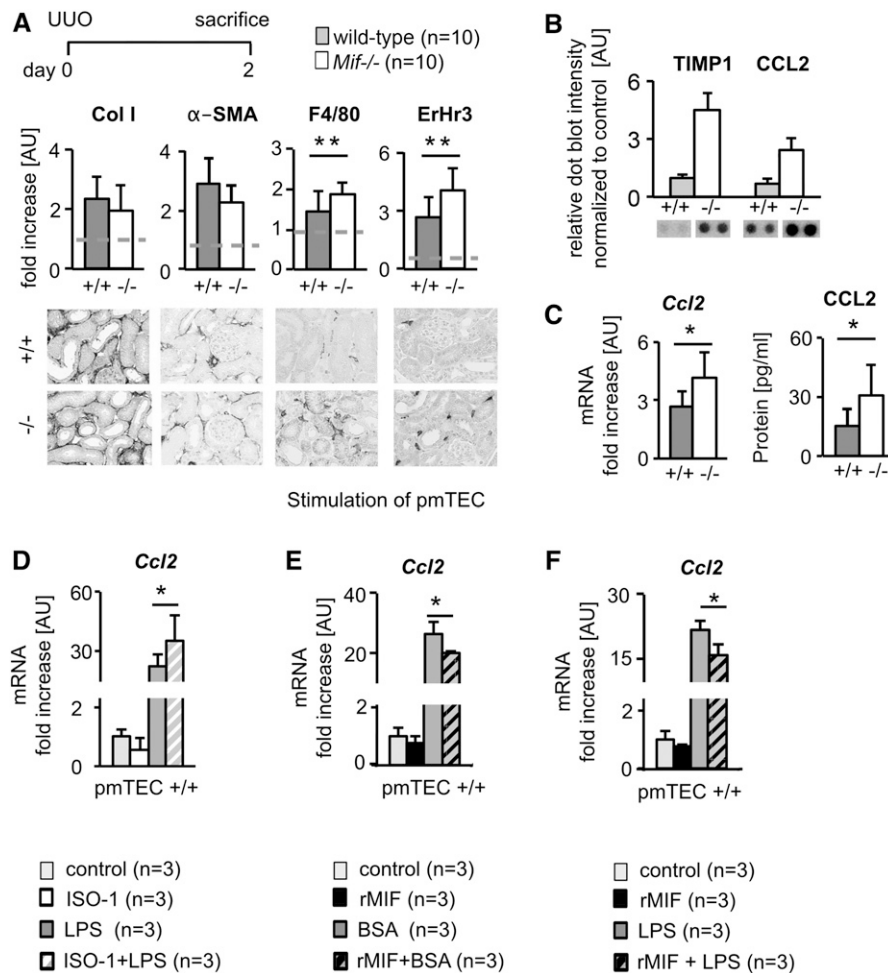 A
UUO sacrifice
day 0 2
wild-type (n=10)
Mif-/- (n=10)
Col I α-SMA F4/80 ErHr3
fold increase [AU]
4
2
0
4
2
0
3
2
1
0
6
3
0
** **
+/+ -/- +/+ -/- +/+ -/- +/+ -/-
+/+
-/-
B
TIMP1 CCL2
relative dot blot intensity
normalized to control [AU]
6
3
0
+/+ -/- +/+ -/-
C
Ccl2
mRNA
fold increase [AU]
6
3
0
*
+/+ -/-
CCL2
Protein [pg/ml]
60
30
0
*
+/+ -/-
Stimulation of pmTEC
D
Ccl2
mRNA
fold increase [AU]
60
30
2
1
0
*
pmTEC +/+
control (n=3)
ISO-1 (n=3)
LPS (n=3)
ISO-1+LPS (n=3)
E
Ccl2
mRNA
fold increase [AU]
40
20
2
1
0
*
pmTEC +/+
control (n=3)
rMIF (n=3)
BSA (n=3)
rMIF+BSA (n=3)
F
Ccl2
mRNA
fold increase [AU]
30
15
2
1
0
*
pmTEC +/+
control (n=3)
rMIF (n=3)
LPS (n=3)
rMIF + LPS (n=3)